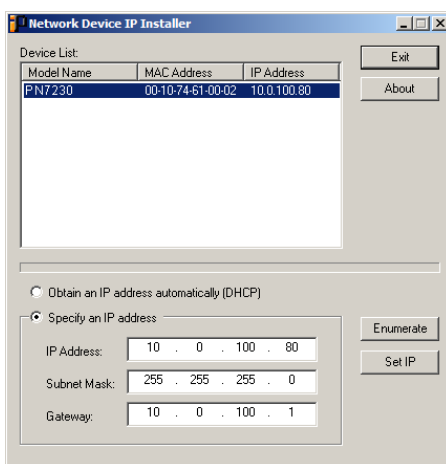 Network Device IP Installer
Device List:
Model Name MAC Address IP Address
PN7230 00-10-74-61-00-02 10.0.100.80
Exit
About
Obtain an IP address automatically (DHCP)
Specify an IP address
IP Address: 10 . 0 . 100 . 80
Subnet Mask: 255 . 255 . 255 . 0
Gateway: 10 . 0 . 100 . 1
Enumerate
Set IP